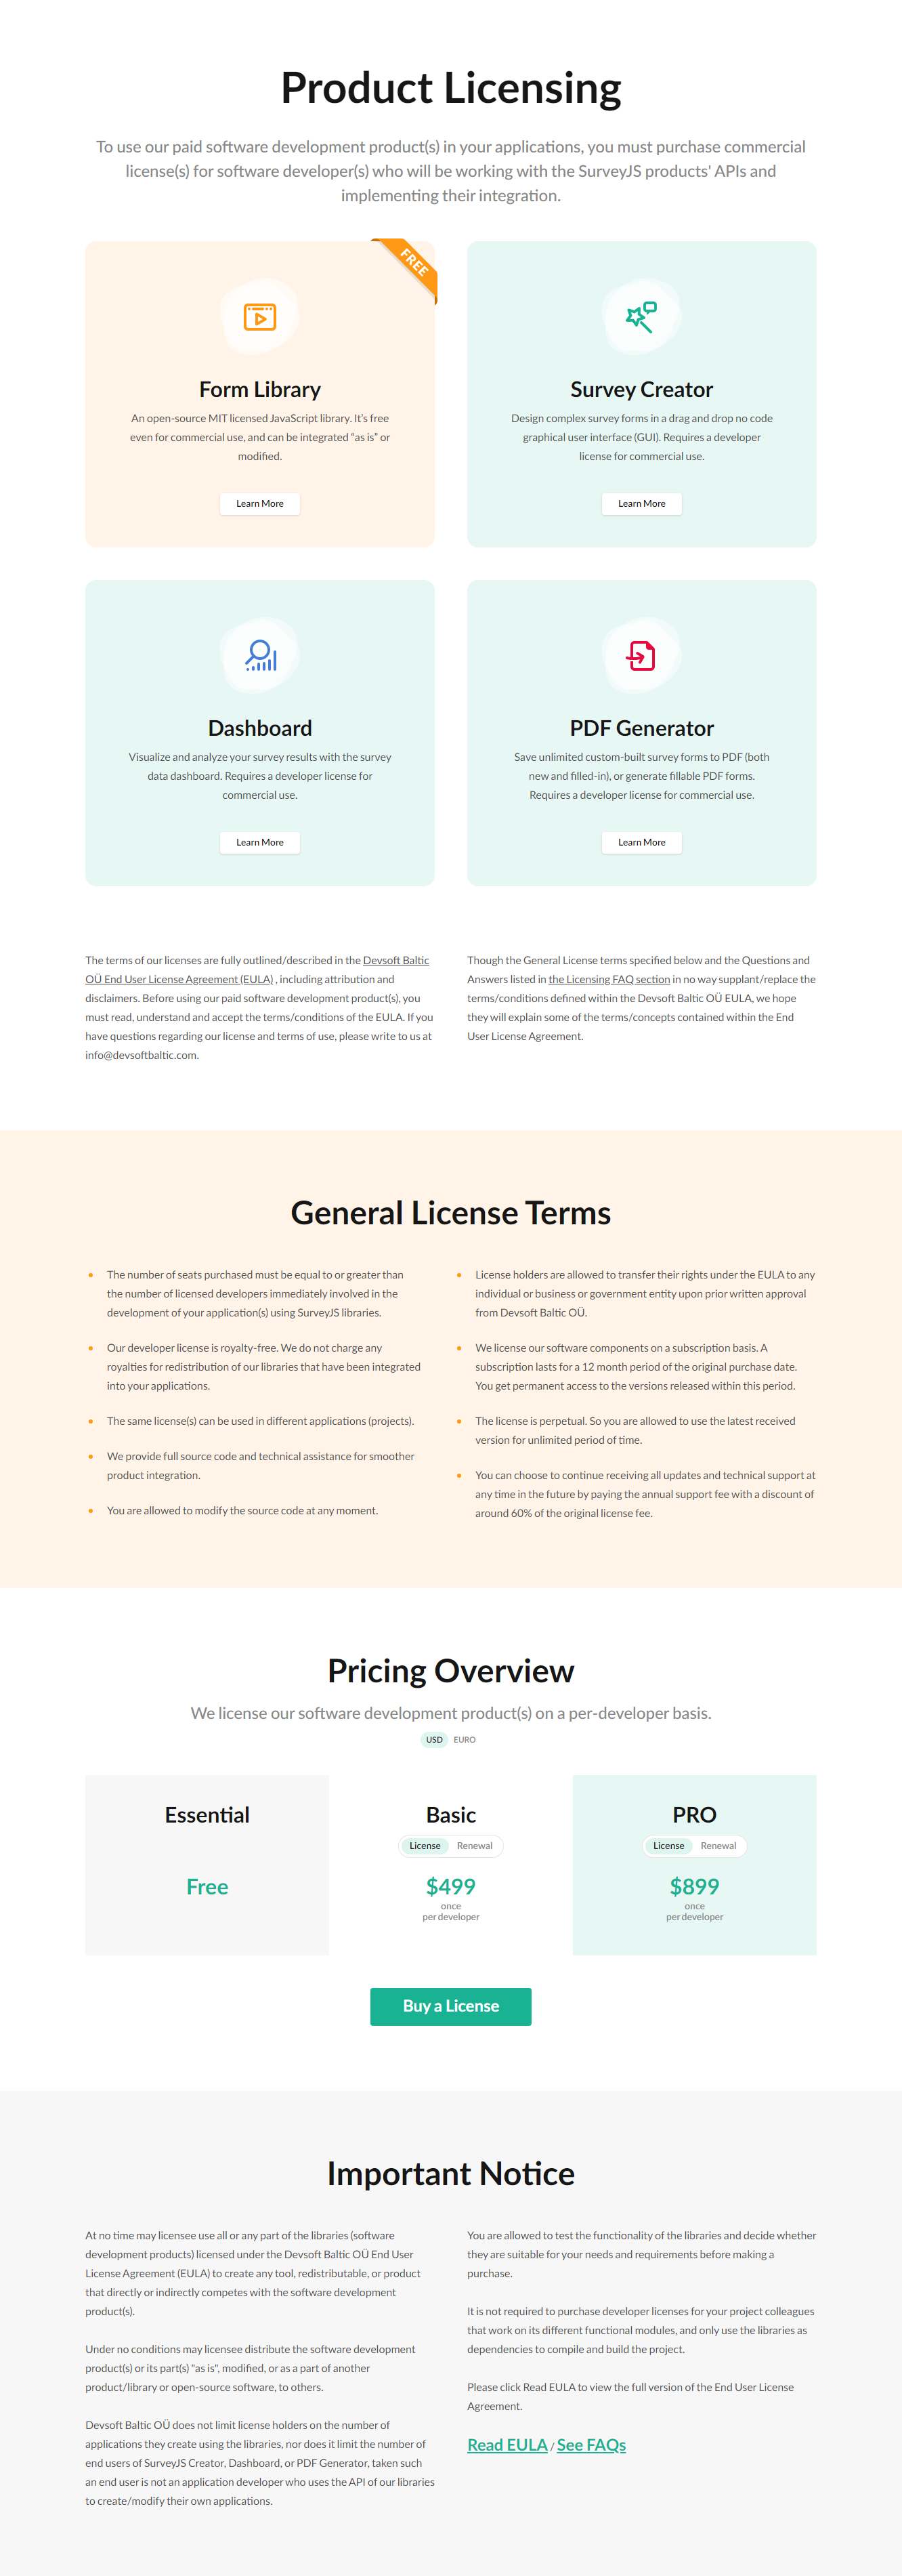 Product Licensing
To use our paid software development product(s) in your applications, you must purchase commercial
license(s) for software developer(s) who will be working with the SurveyJS products' APIs and
implementing their integration.
FREE
Form Library
An open-source MIT licensed JavaScript library. It's free
even for commercial use, and can be integrated "as is" or
modified.
Learn More
Survey Creator
Design complex survey forms in a drag and drop no code
graphical user interface (GUI). Requires a developer
license for commercial use.
Learn More
Dashboard
Visualize and analyze your survey results with the survey
data dashboard. Requires a developer license for
commercial use.
Learn More
PDF Generator
Save unlimited custom-built survey forms to PDF (both
new and filled-in), or generate fillable PDF forms.
Requires a developer license for commercial use.
Learn More
The terms of our licenses are fully outlined/described in the Devsoft Baltic
OÜ End User License Agreement (EULA) , including attribution and
disclaimers. Before using our paid software development product(s), you
must read, understand and accept the terms/conditions of the EULA. If you
have questions regarding our license and terms of use, please write to us at
info@devsoftbaltic.com.
Though the General License terms specified below and the Questions and
Answers listed in the Licensing FAQ section in no way supplant/replace the
terms/conditions defined within the Devsoft Baltic OÜ EULA, we hope
they will explain some of the terms/concepts contained within the End
User License Agreement.
General License Terms
The number of seats purchased must be equal to or greater than
the number of licensed developers immediately involved in the
development of your application(s) using SurveyJS libraries.
Our developer license is royalty-free. We do not charge any
royalties for redistribution of our libraries that have been integrated
into your applications.
The same license(s) can be used in different applications (projects).
We provide full source code and technical assistance for smoother
product integration.
You are allowed to modify the source code at any moment.
License holders are allowed to transfer their rights under the EULA to any
individual or business or government entity upon prior written approval
from Devsoft Baltic OÜ.
We license our software components on a subscription basis. A
subscription lasts for a 12 month period of the original purchase date.
You get permanent access to the versions released within this period.
The license is perpetual. So you are allowed to use the latest received
version for unlimited period of time.
You can choose to continue receiving all updates and technical support at
any time in the future by paying the annual support fee with a discount of
around 60% of the original license fee.
Pricing Overview
We license our software development product(s) on a per-developer basis.
USD EURO
Essential
Free
Basic
License Renewal
$499
once
per developer
PRO
License Renewal
$899
once
per developer
Buy a License
Important Notice
At no time may licensee use all or any part of the libraries (software
development products) licensed under the Devsoft Baltic OÜ End User
License Agreement (EULA) to create any tool, redistributable, or product
that directly or indirectly competes with the software development
product(s).
Under no conditions may licensee distribute the software development
product(s) or its part(s) "as is", modified, or as a part of another
product/library or open-source software, to others.
Devsoft Baltic OÜ does not limit license holders on the number of
applications they create using the libraries, nor does it limit the number of
end users of SurveyJS Creator, Dashboard, or PDF Generator, taken such
an end user is not an application developer who uses the API of our libraries
to create/modify their own applications.
You are allowed to test the functionality of the libraries and decide whether
they are suitable for your needs and requirements before making a
purchase.
It is not required to purchase developer licenses for your project colleagues
that work on its different functional modules, and only use the libraries as
dependencies to compile and build the project.
Please click Read EULA to view the full version of the End User License
Agreement.
Read EULA / See FAQs